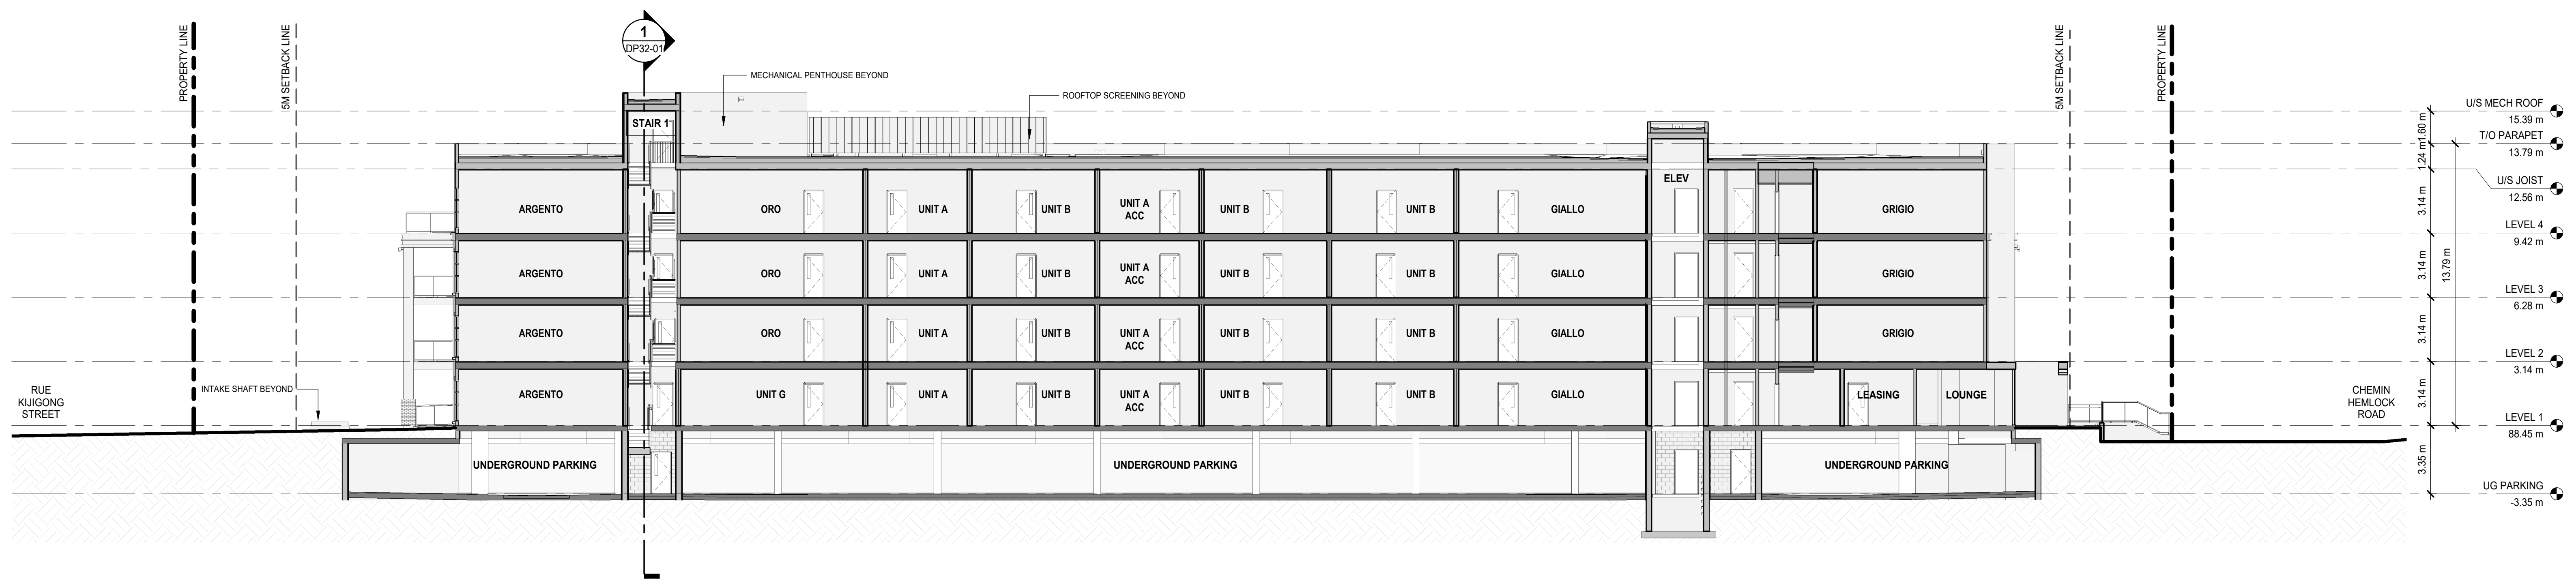 1
DP32-01
PROPERTY LINE
5M SETBACK LINE
5M SETBACK LINE
PROPERTY LINE
MECHANICAL PENTHOUSE BEYOND
ROOFTOP SCREENING BEYOND
U/S MECH ROOF
15.39 m
1.60 m
T/O PARAPET
13.79 m
1.24 m
U/S JOIST
12.56 m
STAIR 1
ELEV
ARGENTO
ORO
UNIT A
UNIT B
UNIT A
ACC
UNIT B
UNIT B
GIALLO
GRIGIO
3.14 m
LEVEL 4
9.42 m
ARGENTO
ORO
UNIT A
UNIT B
UNIT A
ACC
UNIT B
UNIT B
GIALLO
GRIGIO
3.14 m
13.79 m
LEVEL 3
6.28 m
ARGENTO
ORO
UNIT A
UNIT B
UNIT A
ACC
UNIT B
UNIT B
GIALLO
GRIGIO
3.14 m
LEVEL 2
3.14 m
RUE
KIJIGONG
STREET
INTAKE SHAFT BEYOND
ARGENTO
UNIT G
UNIT A
UNIT B
UNIT A
ACC
UNIT B
UNIT B
GIALLO
LEASING
LOUNGE
CHEMIN
HEMLOCK
ROAD
3.14 m
LEVEL 1
88.45 m
UNDERGROUND PARKING
UNDERGROUND PARKING
UNDERGROUND PARKING
3.35 m
UG PARKING
-3.35 m